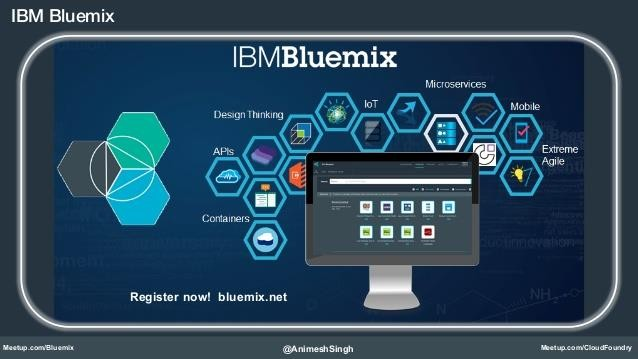 IBM Bluemix
IBMBluemix
Microservices
IoT
Mobile
Design Thinking
APIs
Extreme
Agile
Containers
Register now! bluemix.net
NH2
Meetup.com/Bluemix
@AnimeshSingh
Meetup.com/CloudFoundry